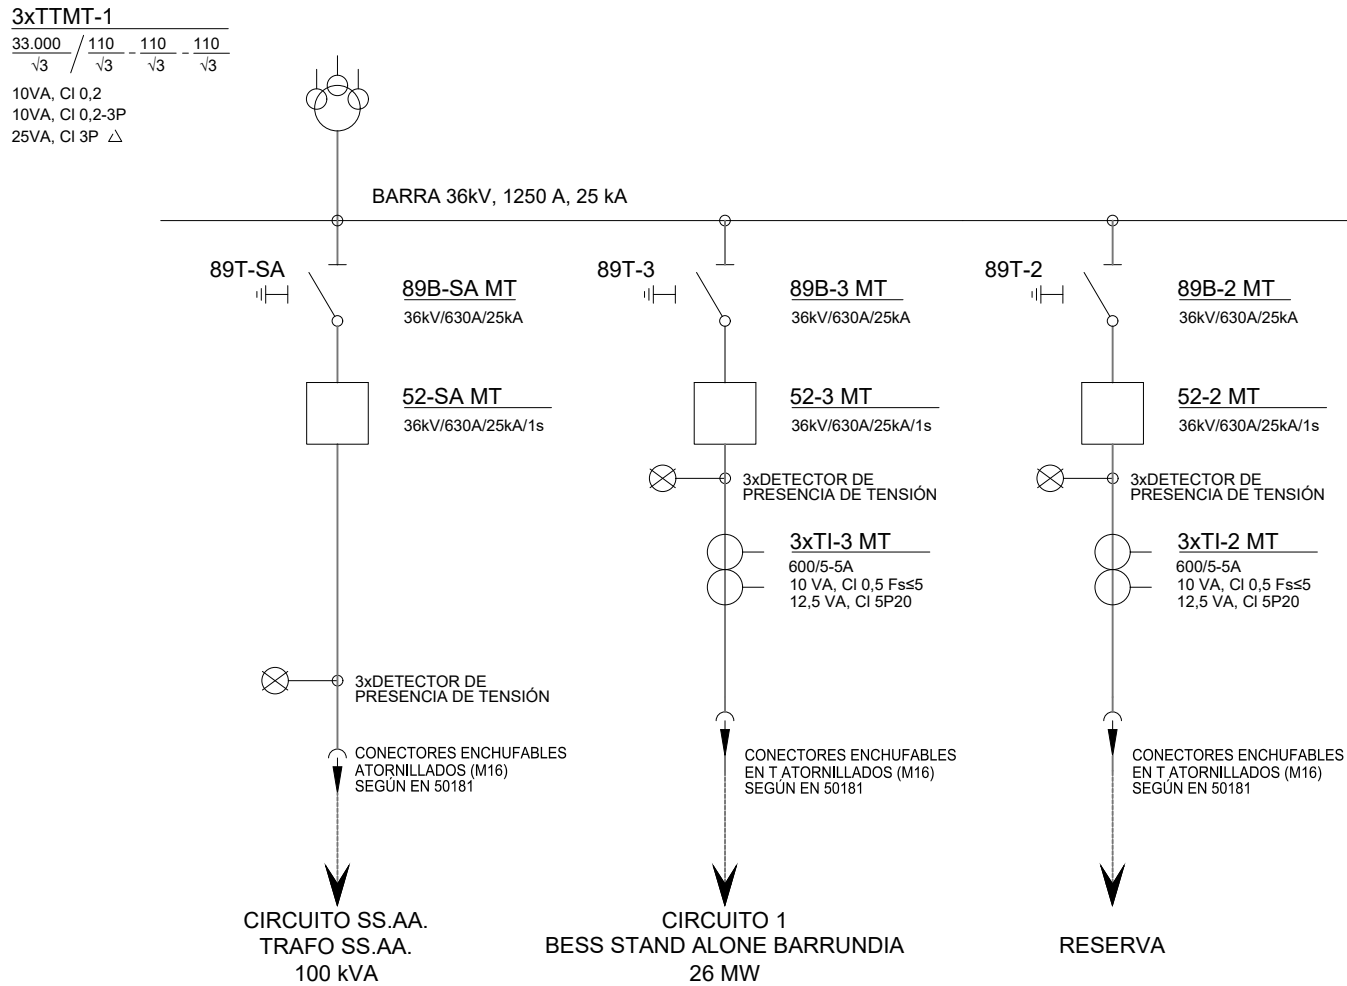 3xTTMT-1
33.000/√3 / 110/√3 - 110/√3 - 110/√3
10VA, Cl 0,2
10VA, Cl 0,2-3P
25VA, Cl 3P △
BARRA 36kV, 1250 A, 25 kA
89T-SA
89B-SA MT
36kV/630A/25kA
52-SA MT
36kV/630A/25kA/1s
3xDETECTOR DE
PRESENCIA DE TENSIÓN
CONECTORES ENCHUFABLES
ATORNILLADOS (M16)
SEGÚN EN 50181
CIRCUITO SS.AA.
TRAFO SS.AA.
100 kVA
89T-3
89B-3 MT
36kV/630A/25kA
52-3 MT
36kV/630A/25kA/1s
3xDETECTOR DE
PRESENCIA DE TENSIÓN
3xTI-3 MT
600/5-5A
10 VA, Cl 0,5 Fs≤5
12,5 VA, Cl 5P20
CONECTORES ENCHUFABLES
EN T ATORNILLADOS (M16)
SEGÚN EN 50181
CIRCUITO 1
BESS STAND ALONE BARRUNDIA
26 MW
89T-2
89B-2 MT
36kV/630A/25kA
52-2 MT
36kV/630A/25kA/1s
3xDETECTOR DE
PRESENCIA DE TENSIÓN
3xTI-2 MT
600/5-5A
10 VA, Cl 0,5 Fs≤5
12,5 VA, Cl 5P20
CONECTORES ENCHUFABLES
EN T ATORNILLADOS (M16)
SEGÚN EN 50181
RESERVA